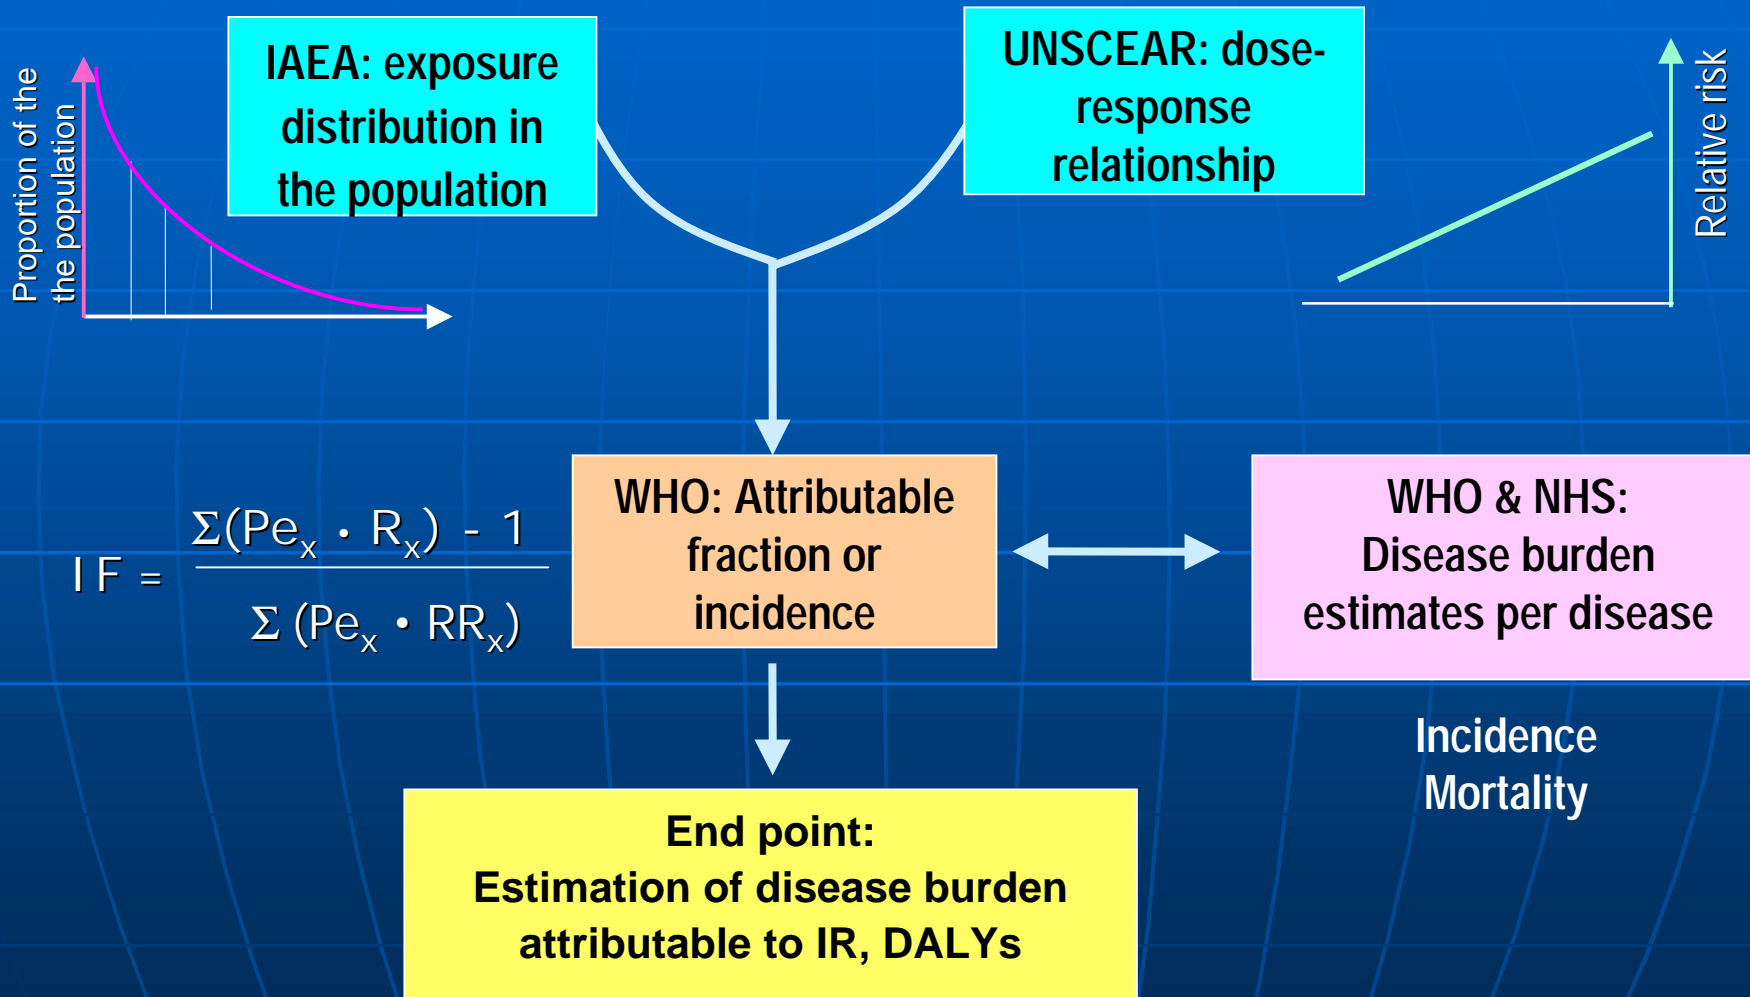 IAEA: exposure
distribution in
the population
UNSCEAR: dose-
response
relationship
Proportion of the
the population
Relative risk
IF = Σ(Peₓ · Rₓ) - 1
Σ (Peₓ • RRₓ)
WHO: Attributable
fraction or
incidence
WHO & NHS:
Disease burden
estimates per disease
Incidence
Mortality
End point:
Estimation of disease burden
attributable to IR, DALYs